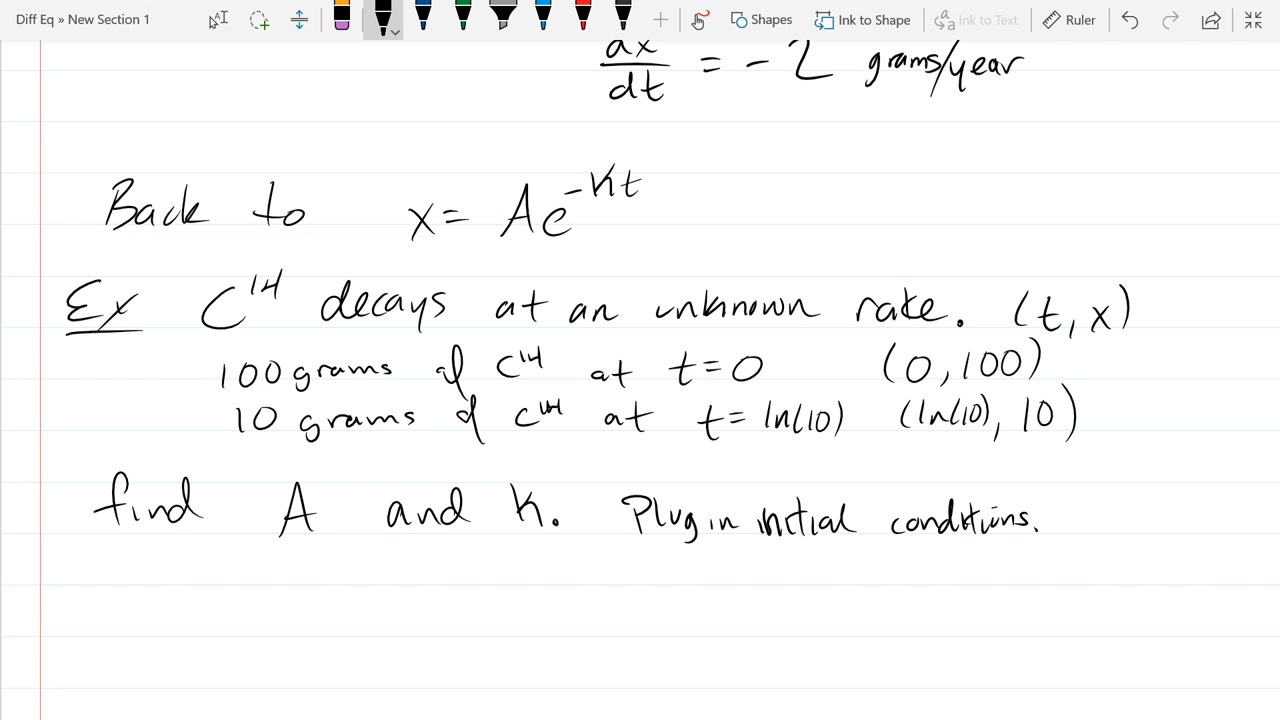 Diff Eq » New Section 1
Shapes
Ink to Shape
Ink to Text
Ruler
dx/dt = -2 grams/year
Back to x = Ae^{-Kt}
Ex C^{14} decays at an unknown rate. (t, x)
100 grams of C^{14} at t=0 (0, 100)
10 grams of C^{14} at t= ln(10) (ln(10), 10)
find A and K. Plug in initial conditions.